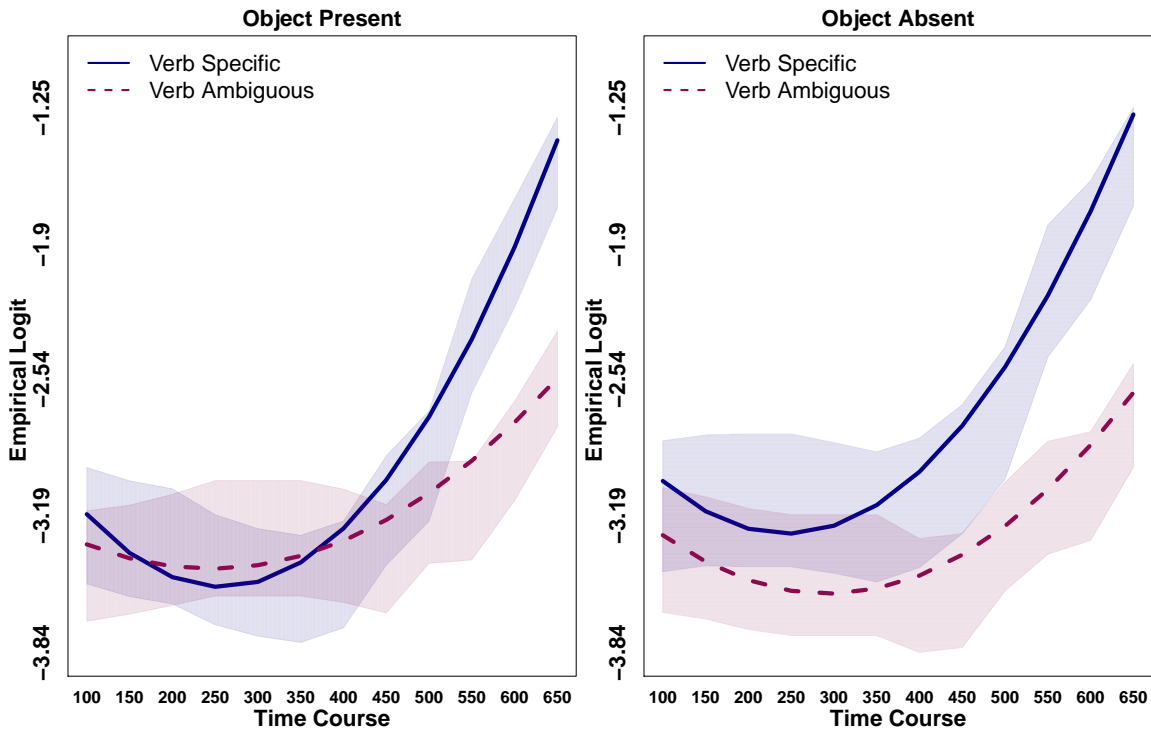 Object Present
Verb Specific
Verb Ambiguous
Empirical Logit
−1.25
−1.9
−2.54
−3.19
−3.84
100 150 200 250 300 350 400 450 500 550 600 650
Time Course
Object Absent
Verb Specific
Verb Ambiguous
Empirical Logit
−1.25
−1.9
−2.54
−3.19
−3.84
100 150 200 250 300 350 400 450 500 550 600 650
Time Course